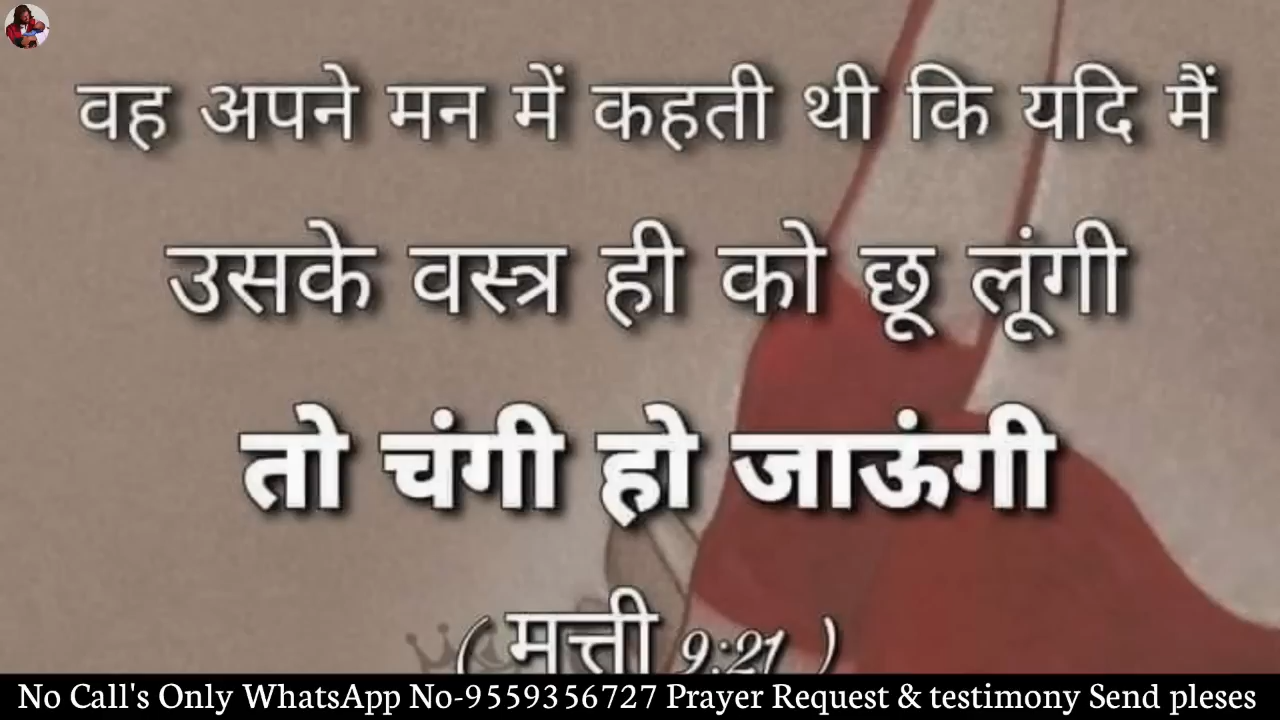 वह अपने मन में कहती थी कि यदि मैं
उसके वस्त्र ही को छू लूंगी
तो चंगी हो जाऊंगी
( मत्ती 9:21 )
No Call's Only WhatsApp No-9559356727 Prayer Request & testimony Send pleses